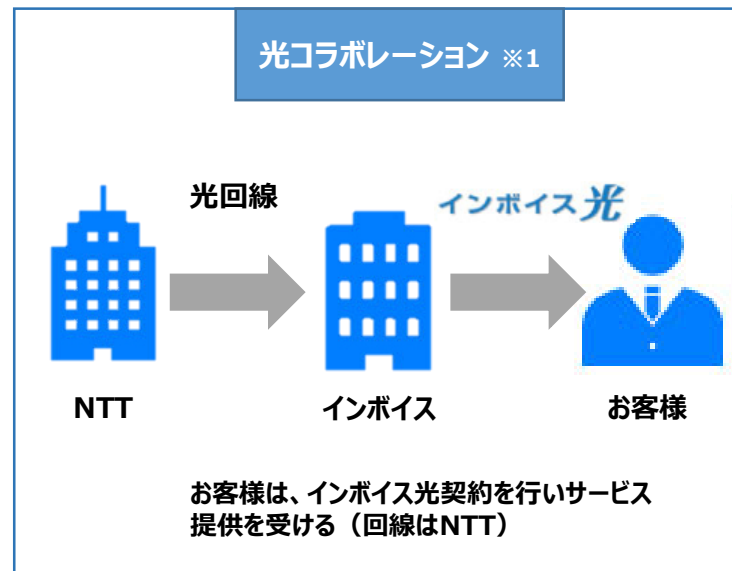 光コラボレーション ※1
光回線
インボイス光
NTT
インボイス
お客様
お客様は、インボイス光契約を行いサービス
提供を受ける（回線はNTT）